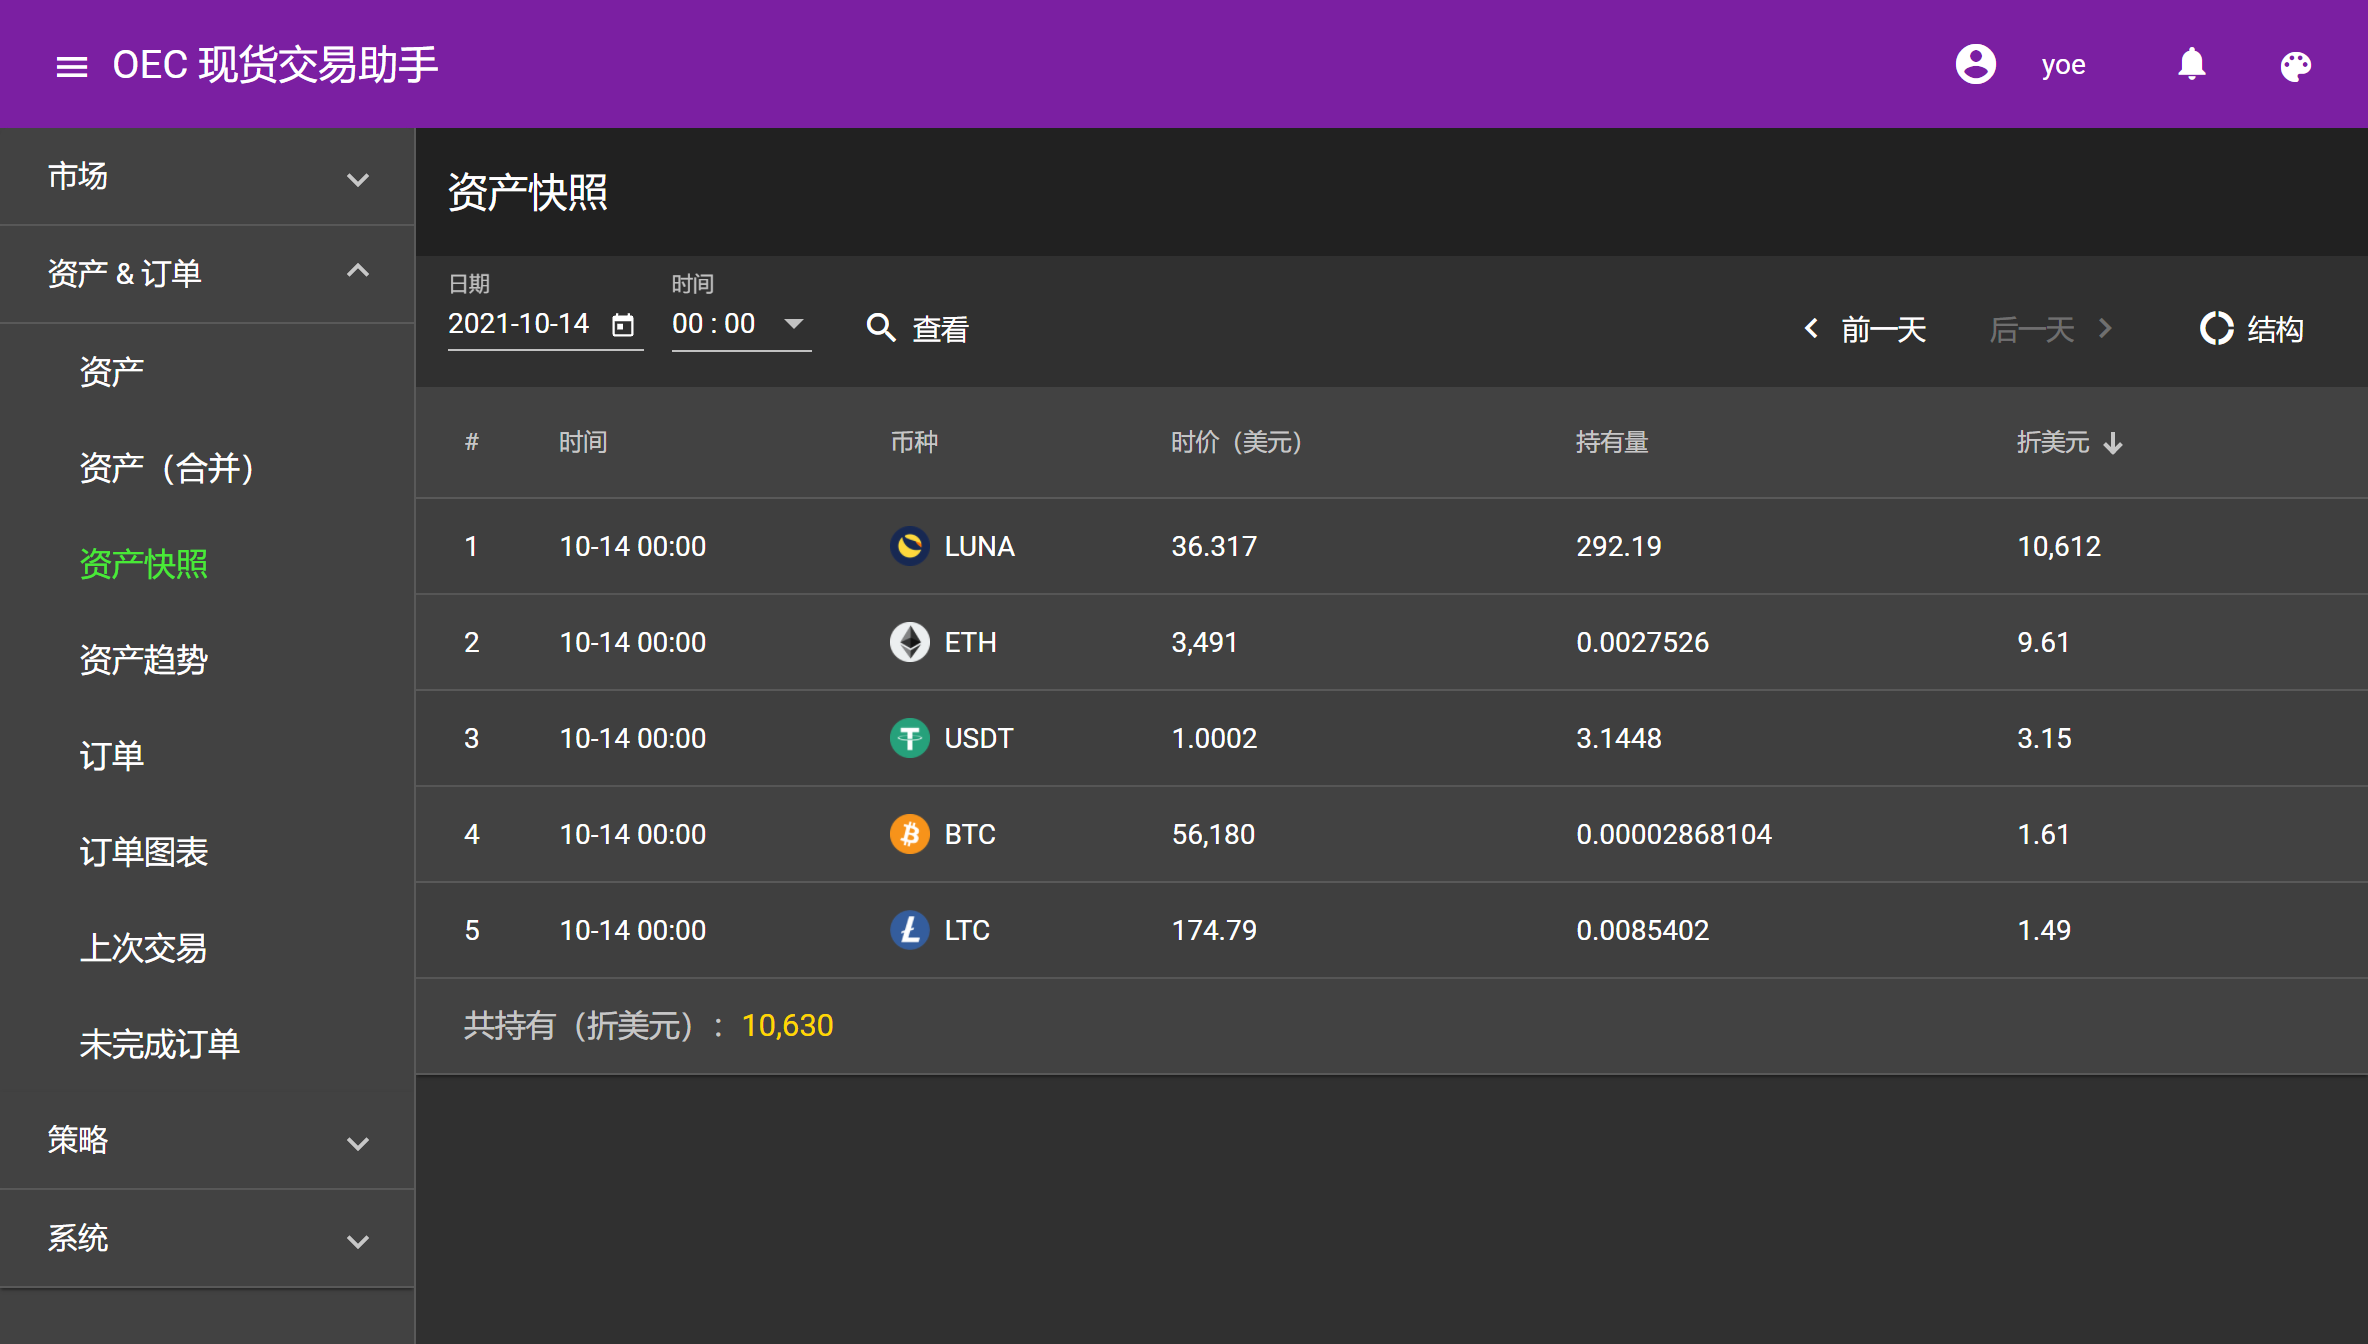 OEC 现货交易助手
yoe
市场
资产 & 订单
资产
资产（合并）
资产快照
资产趋势
订单
订单图表
上次交易
未完成订单
策略
系统
资产快照
日期 时间
2021-10-14 00 : 00 查看 前一天 后一天 结构
# 时间 币种 时价（美元） 持有量 折美元
1 10-14 00:00 LUNA 36.317 292.19 10,612
2 10-14 00:00 ETH 3,491 0.0027526 9.61
3 10-14 00:00 USDT 1.0002 3.1448 3.15
4 10-14 00:00 BTC 56,180 0.00002868104 1.61
5 10-14 00:00 LTC 174.79 0.0085402 1.49
共持有（折美元）： 10,630